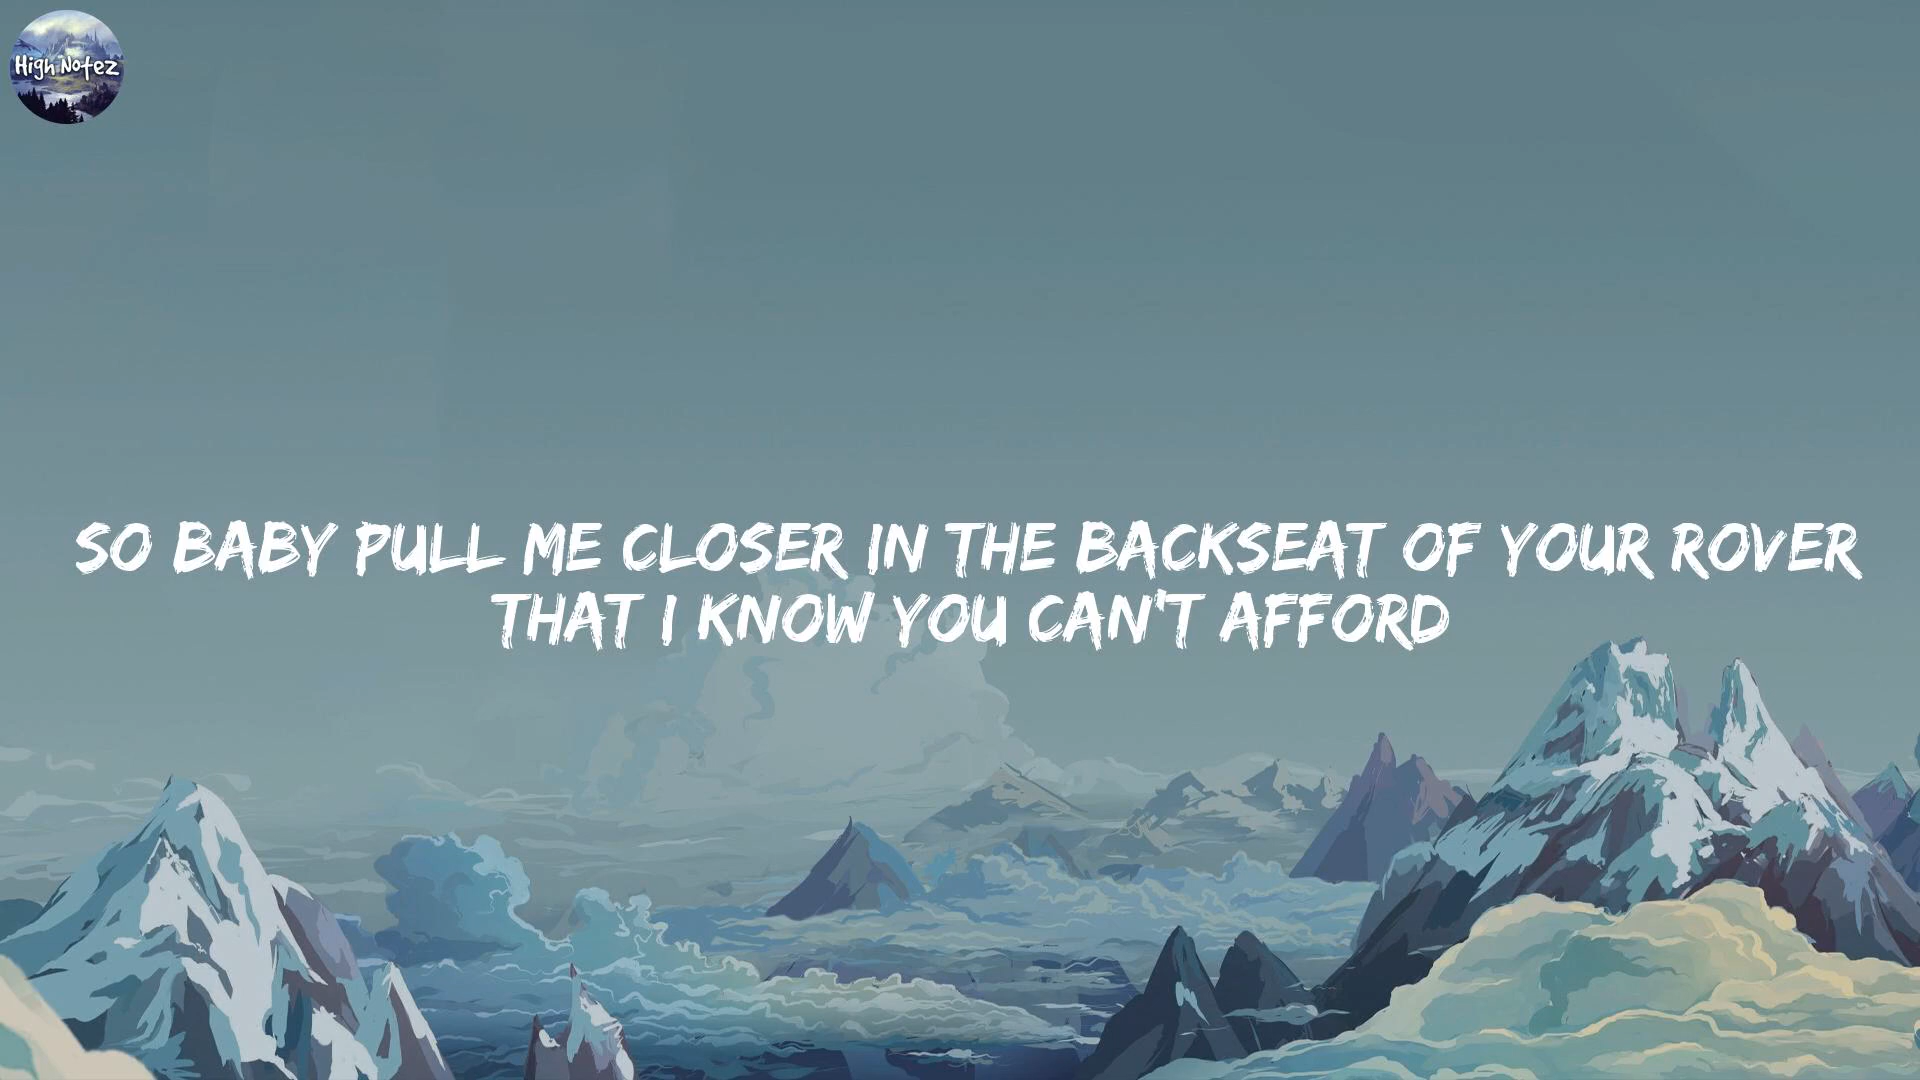 High Notez
SO BABY PULL ME CLOSER IN THE BACKSEAT OF YOUR ROVER
THAT I KNOW YOU CAN'T AFFORD